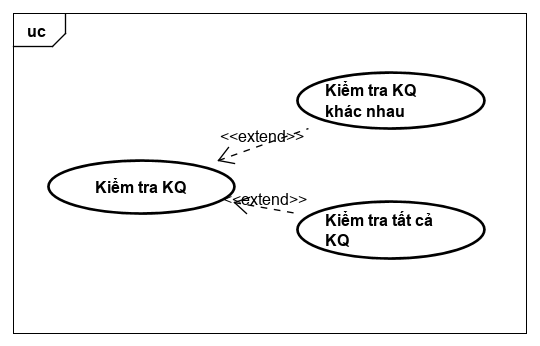 uc
Kiểm tra KQ
khác nhau
<<extend>>
Kiểm tra KQ
<<extend>>
Kiểm tra tất cả
KQ